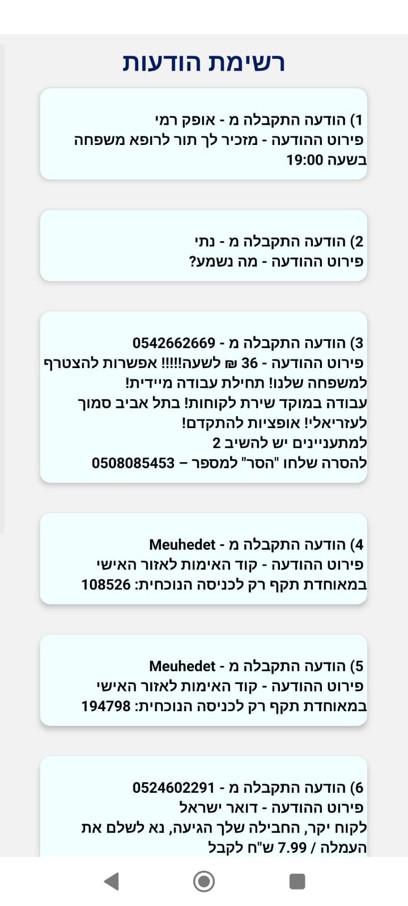 רשימת הודעות
1) הודעה התקבלה מ - אופק רמי
פירוט ההודעה - מזכיר לך תור לרופא משפחה
בשעה 19:00
2) הודעה התקבלה מ - נתי
פירוט ההודעה - מה נשמע?
3) הודעה התקבלה מ - 0542662669
פירוט ההודעה - 36 ₪ לשעה!!!!! אפשרות להצטרף
למשפחה שלנו! תחילת עבודה מיידית!
עבודה במוקד שירת לקוחות! בתל אביב סמוך
לעזריאלי! אופציות להתקדם!
למתעניינים יש להשיב 2
להסרה שלחו "הסר" למספר – 0508085453
4) הודעה התקבלה מ - Meuhedet
פירוט ההודעה - קוד האימות לאזור האישי
במאוחדת תקף רק לכניסה הנוכחית: 108526
5) הודעה התקבלה מ - Meuhedet
פירוט ההודעה - קוד האימות לאזור האישי
במאוחדת תקף רק לכניסה הנוכחית: 194798
6) הודעה התקבלה מ - 0524602291
פירוט ההודעה - דואר ישראל
לקוח יקר, החבילה שלך הגיעה, נא לשלם את
העמלה / 7.99 ש"ח לקבל